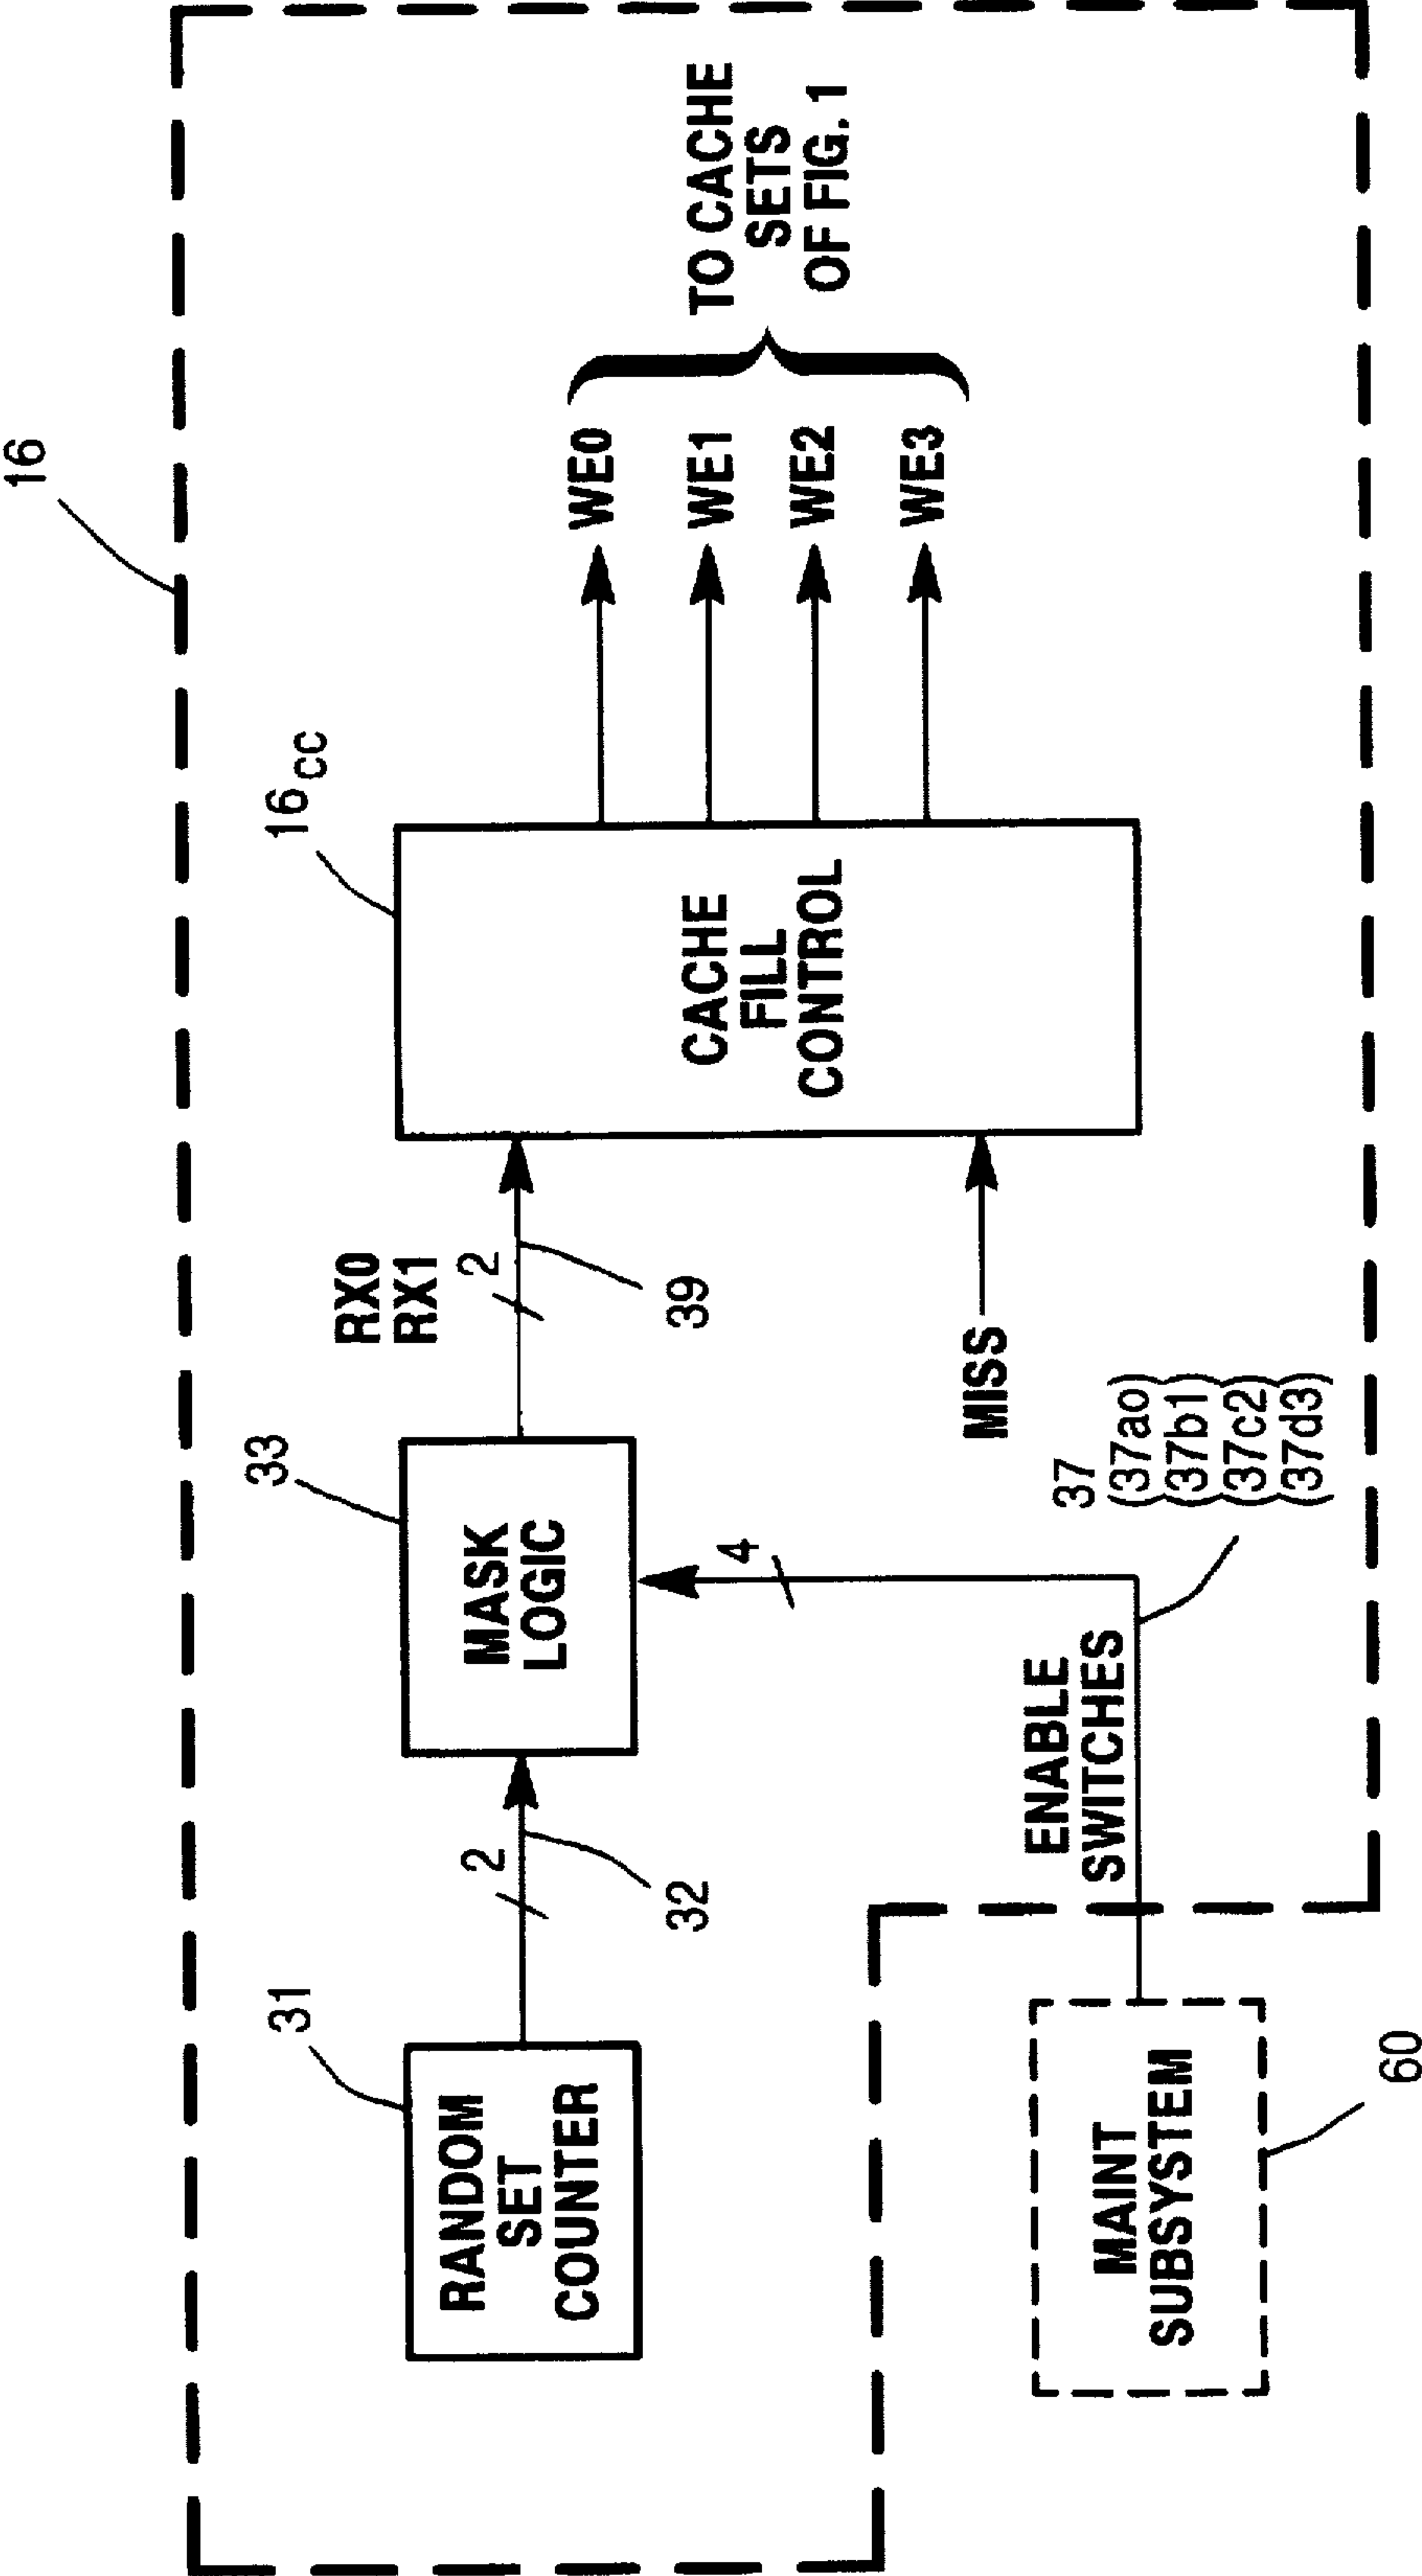 16
16CC
33
31
RANDOM
SET
COUNTER
2
32
MASK
LOGIC
RX0
RX1
2
39
CACHE
FILL
CONTROL
WE0
WE1
WE2
WE3
TO CACHE
SETS
OF FIG. 1
MISS
4
37
(37ao)
(37b1)
(37c2)
(37d3)
ENABLE
SWITCHES
MAINT
SUBSYSTEM
60